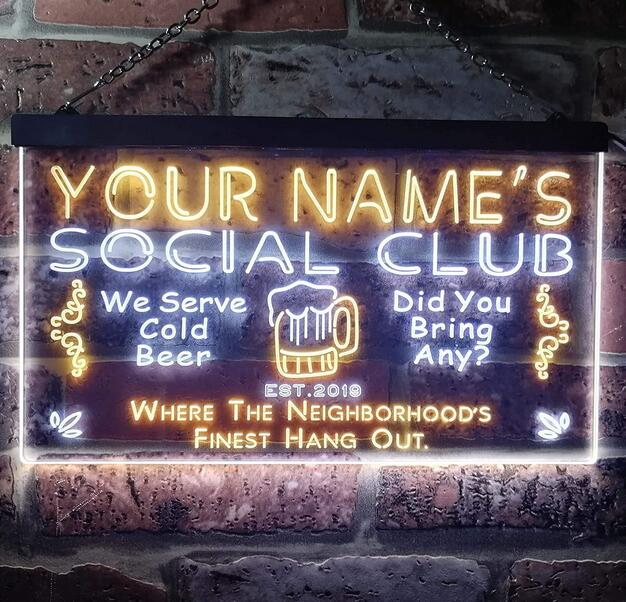 YOUR NAME'S
SOCIAL CLUB
We Serve
Cold
Beer
Did You
Bring
Any?
EST.2019
WHERE THE NEIGHBORHOOD'S
FINEST HANG OUT.